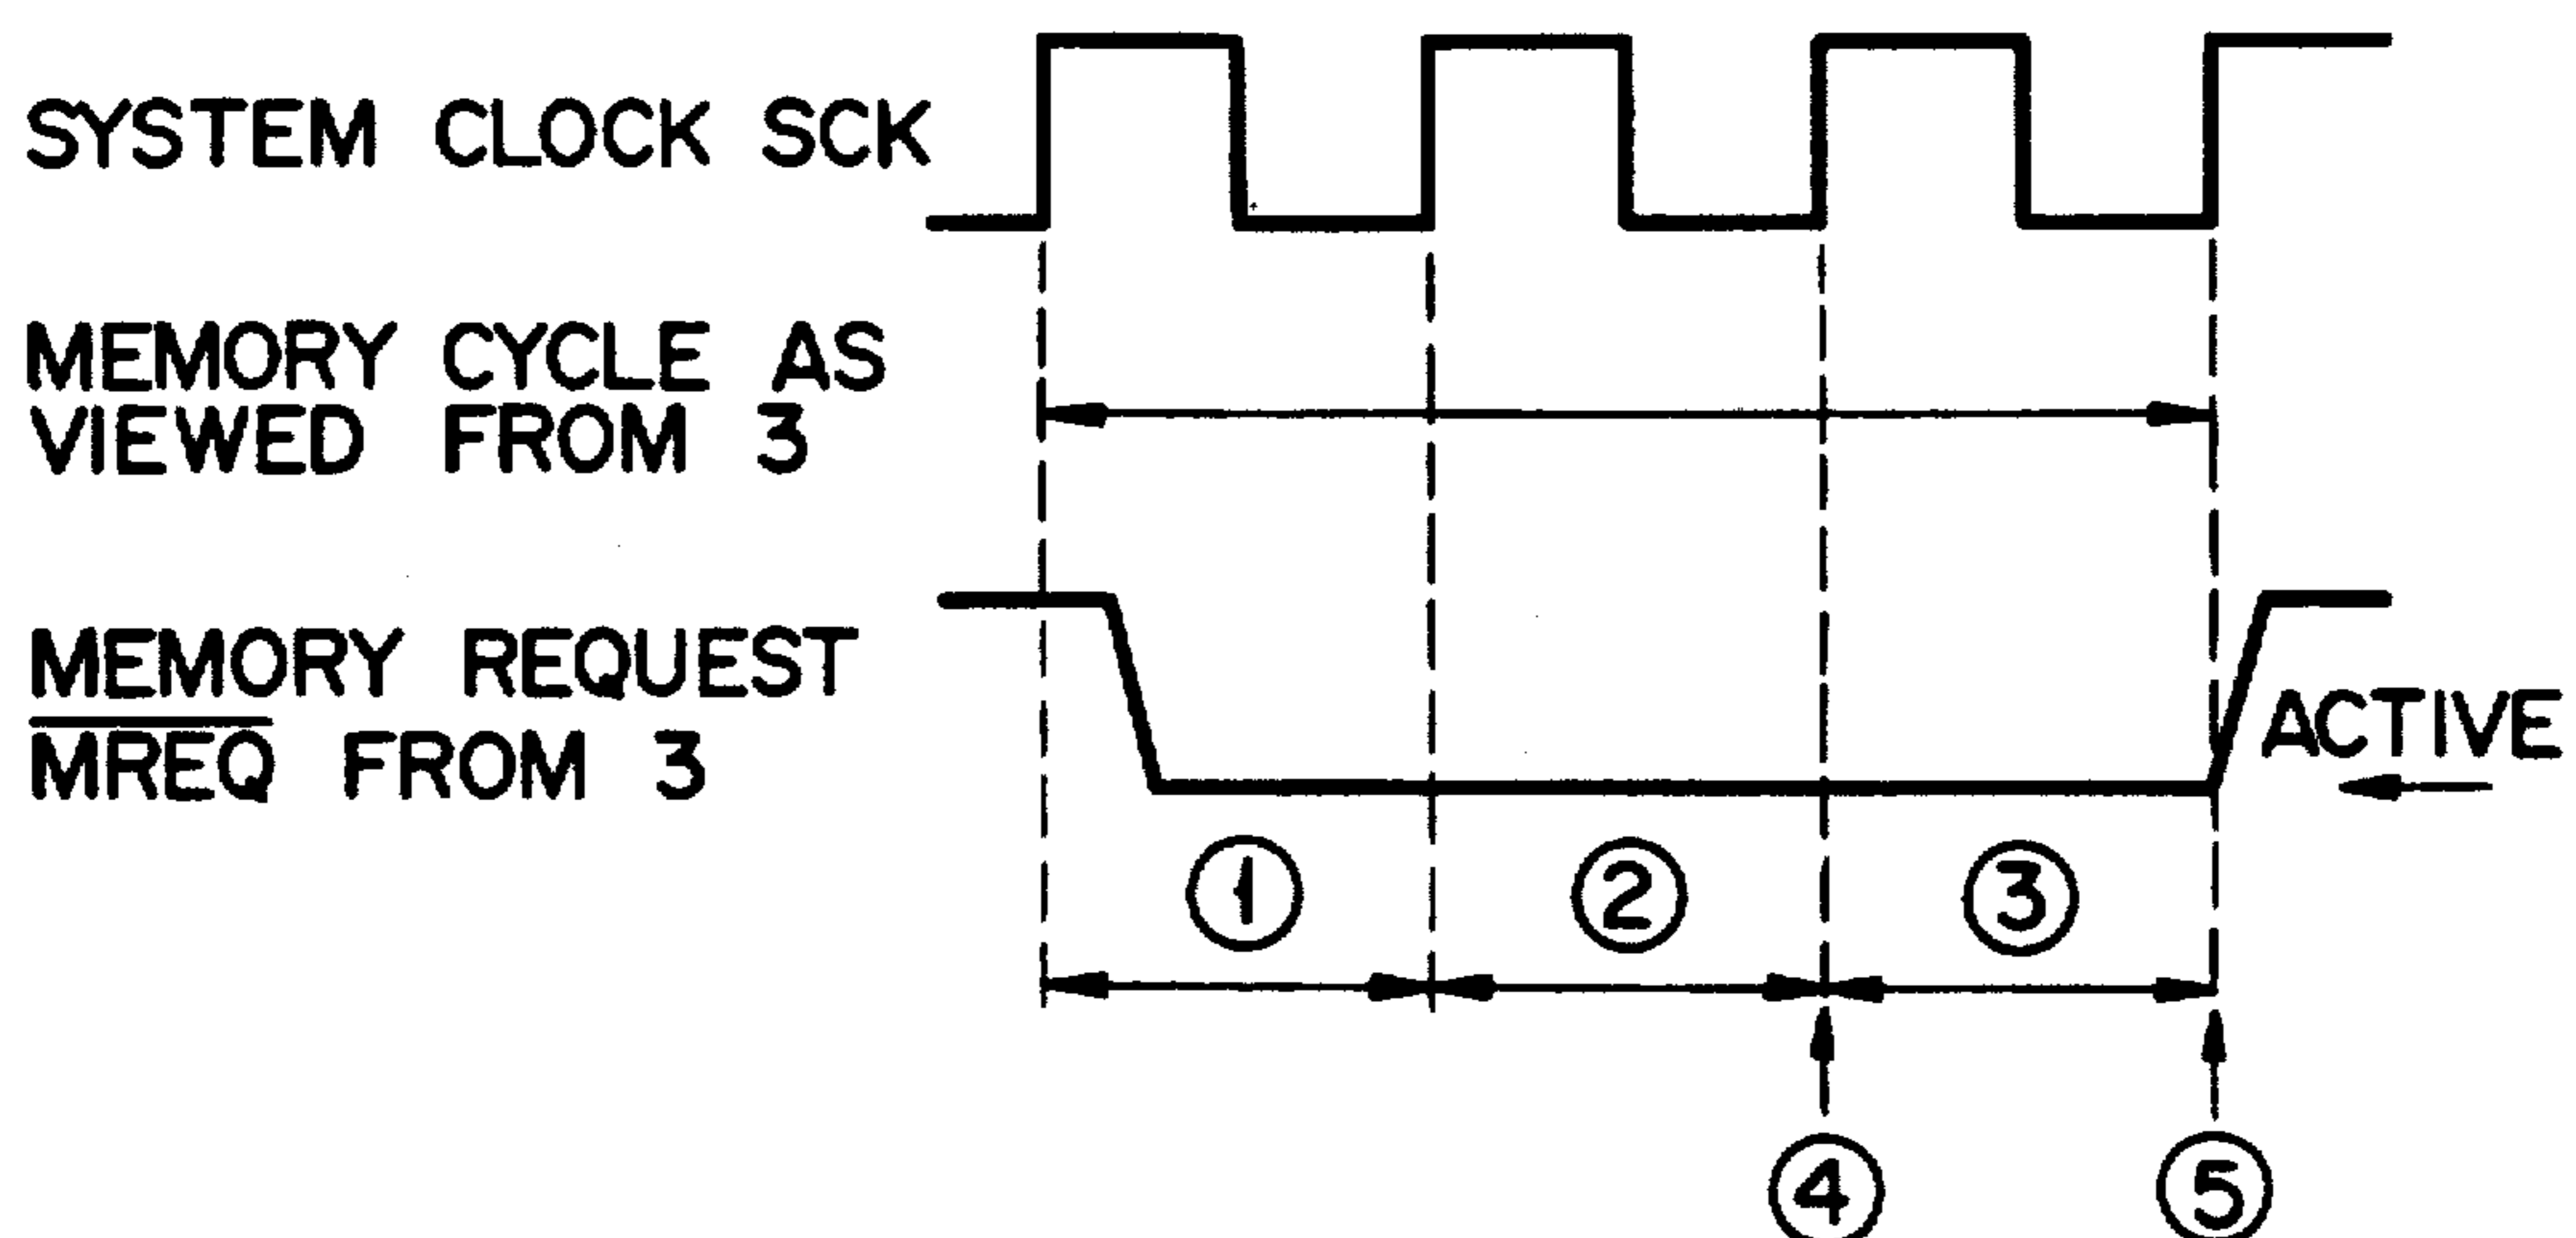 SYSTEM CLOCK SCK
MEMORY CYCLE AS
VIEWED FROM 3
MEMORY REQUEST
M̅R̅E̅Q̅ FROM 3
ACTIVE
① ② ③
④ ⑤